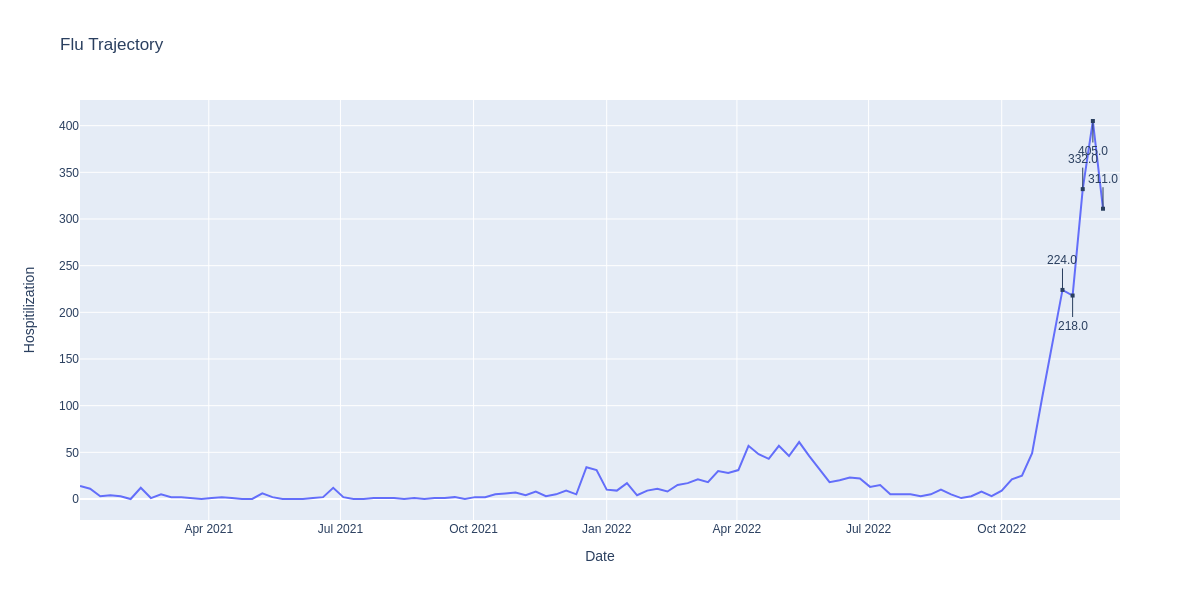 Flu Trajectory
400
350
300
250
200
150
100
50
0
405.0
332.0
311.0
224.0
218.0
Apr 2021
Jul 2021
Oct 2021
Jan 2022
Apr 2022
Jul 2022
Oct 2022
Date
Hospitilization